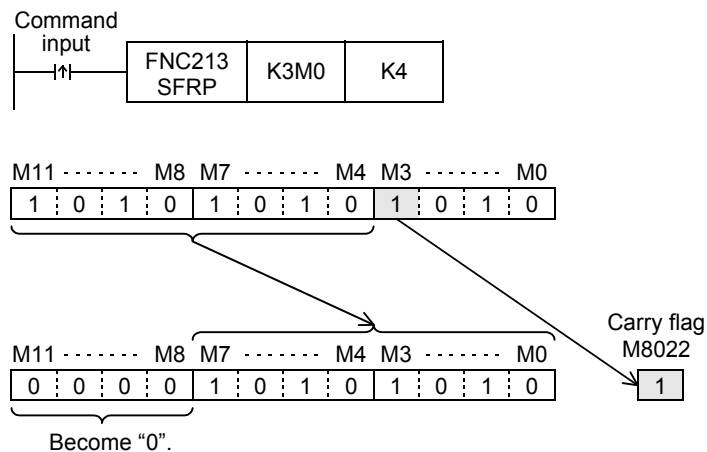 Command
input
FNC213
SFRP K3M0 K4
M11 - - - - - - - M8 M7 - - - - - - - M4 M3 - - - - - - - M0
1 0 1 0 1 0 1 0 1 0 1 0
Carry flag
M11 - - - - - - - M8 M7 - - - - - - - M4 M3 - - - - - - - M0 M8022
0 0 0 0 1 0 1 0 1 0 1 0 1
Become “0”.